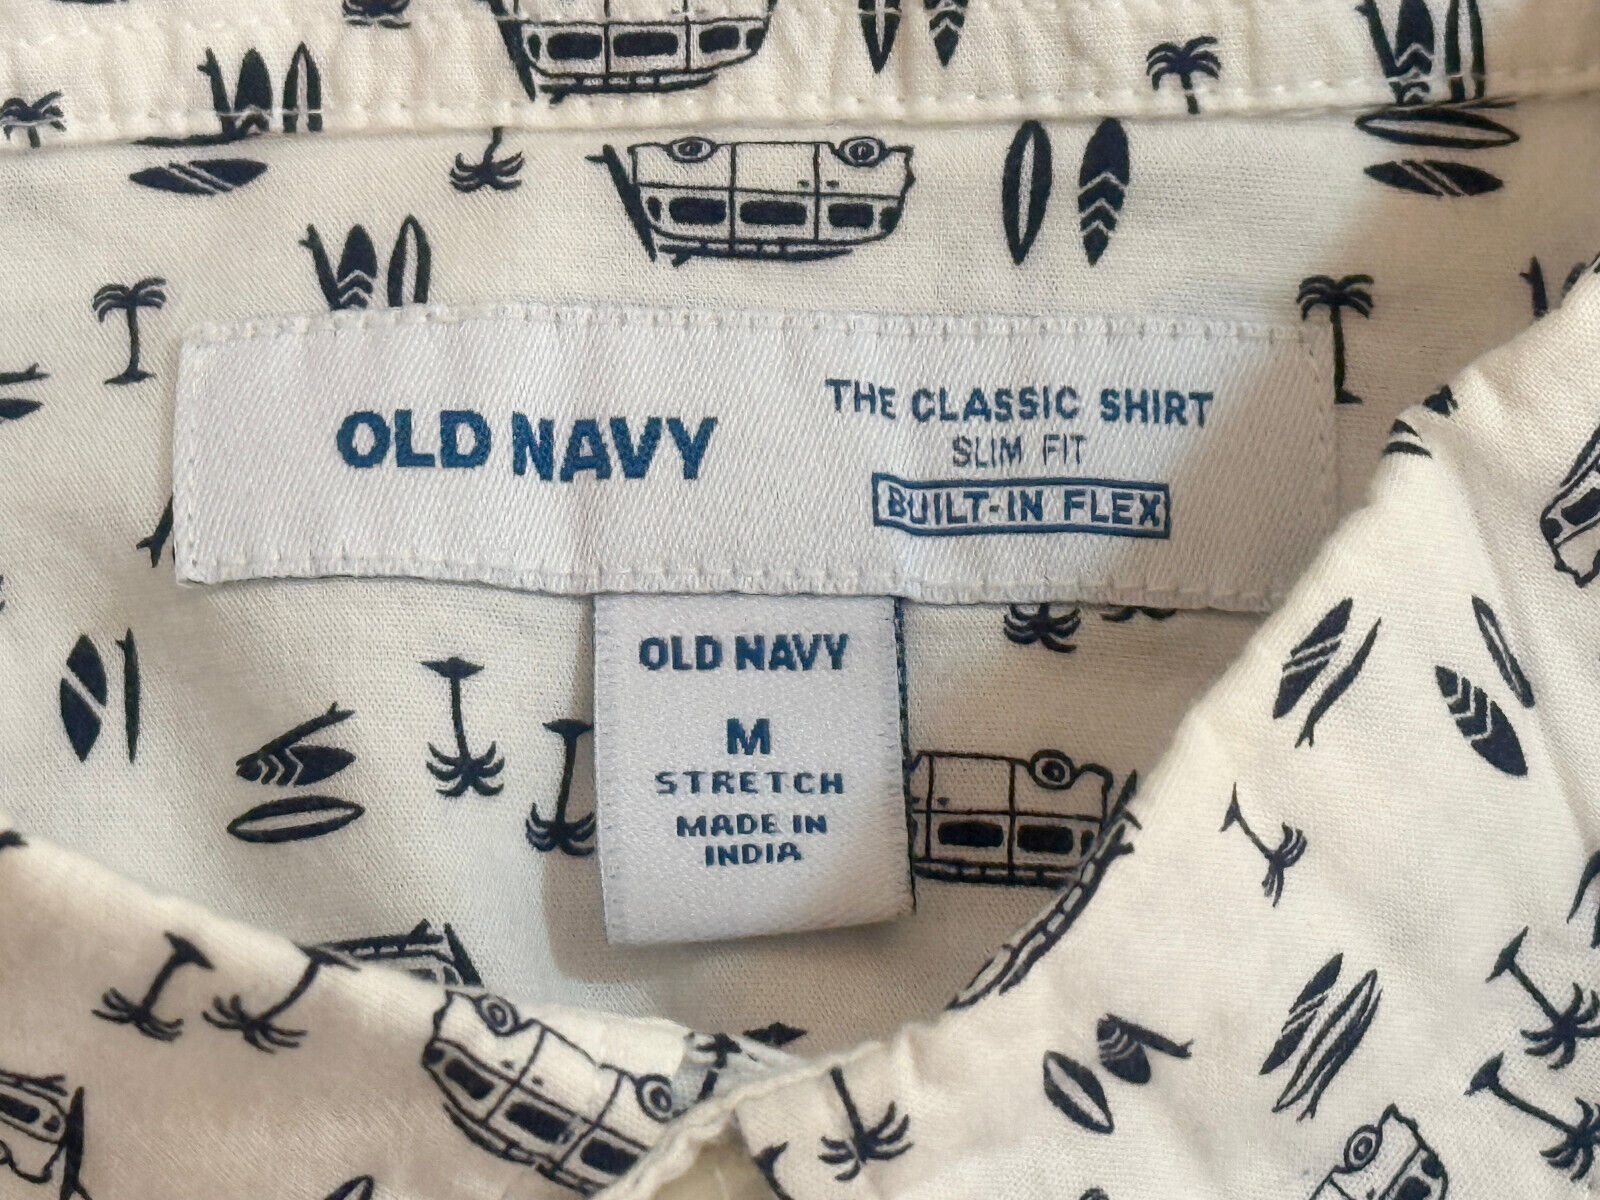 OLD NAVY
THE CLASSIC SHIRT
SLIM FIT
BUILT-IN FLEX
OLD NAVY
M
STRETCH
MADE IN
INDIA